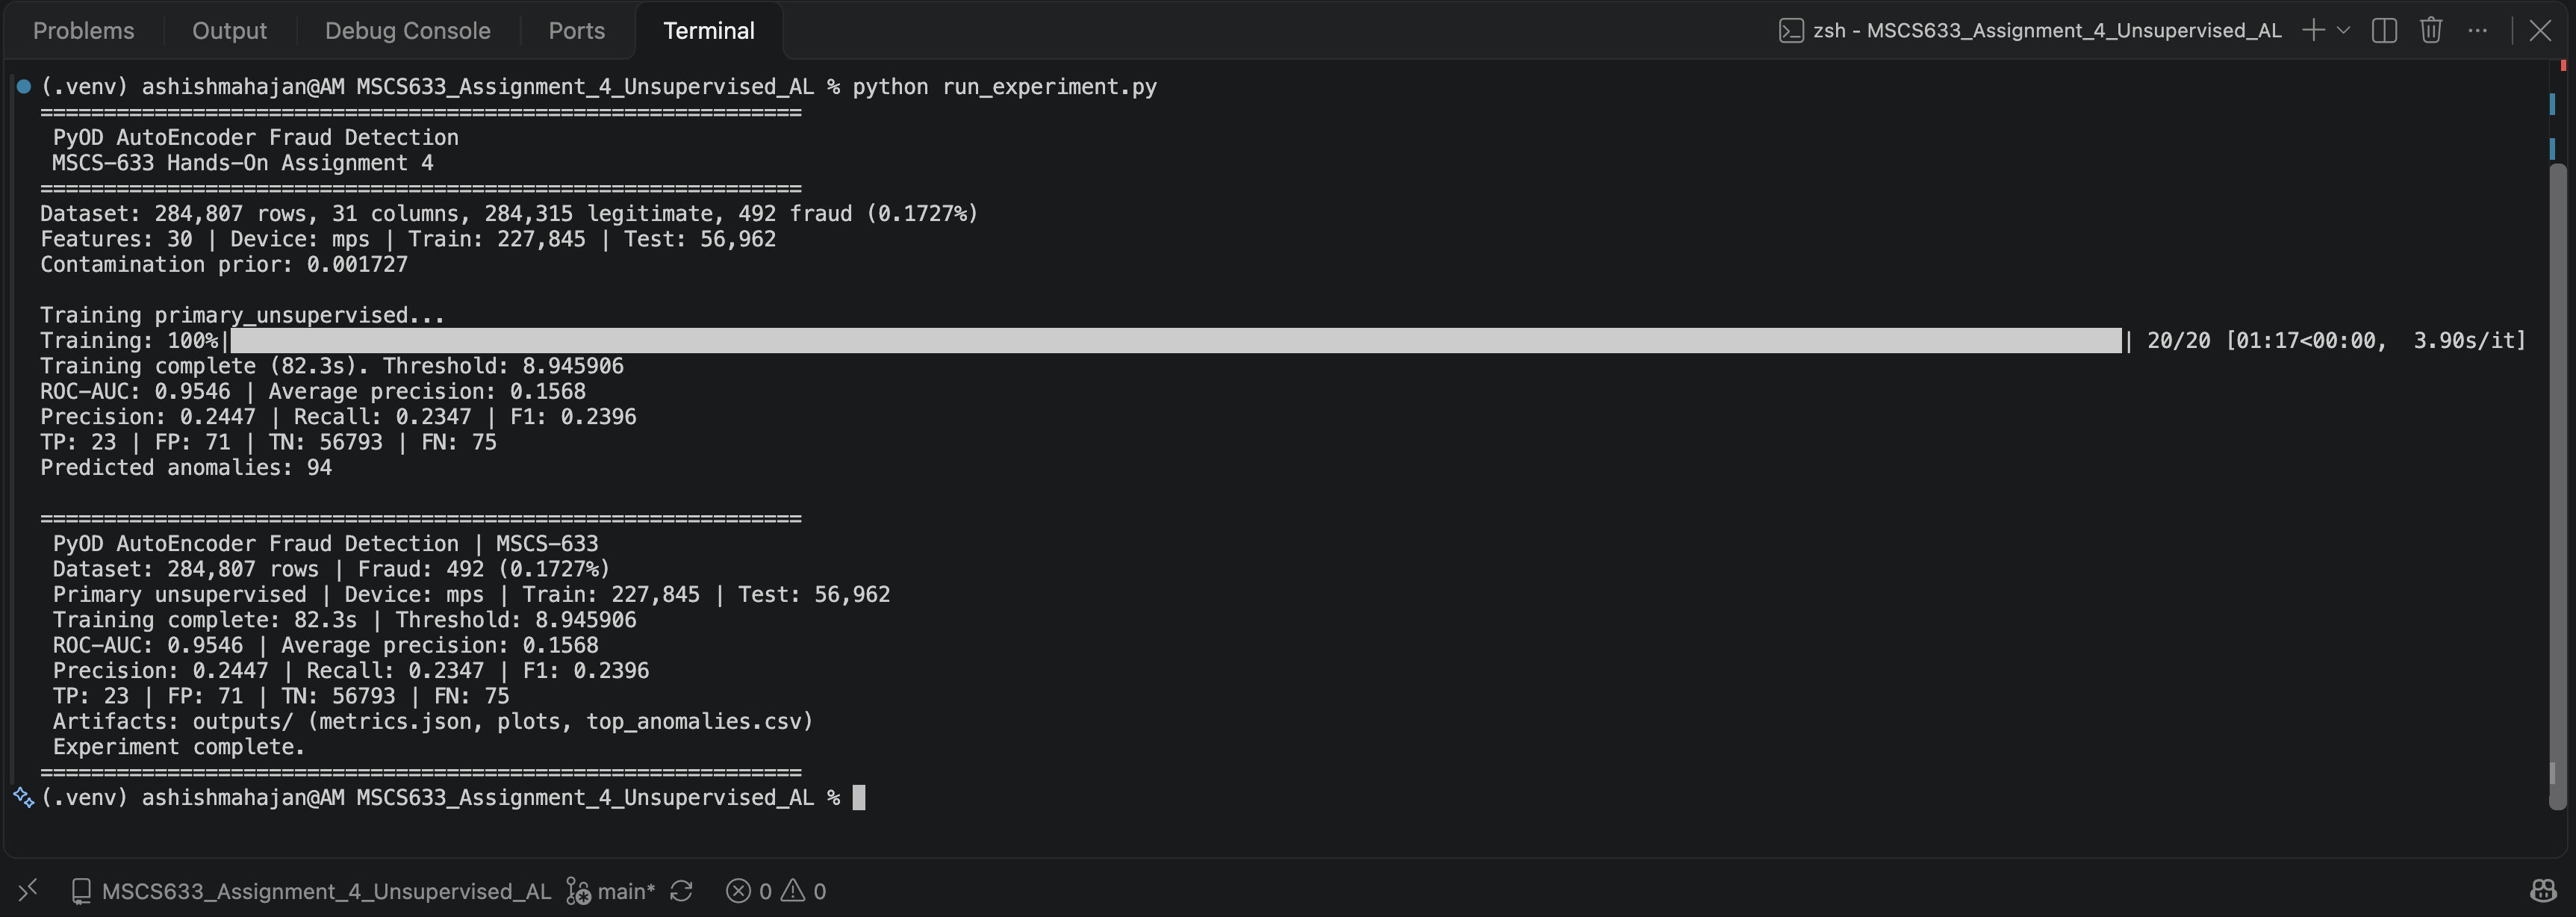 Problems Output Debug Console Ports Terminal zsh - MSCS633_Assignment_4_Unsupervised_AL
(.venv) ashishmahajan@AM MSCS633_Assignment_4_Unsupervised_AL % python run_experiment.py
============================================================
PyOD AutoEncoder Fraud Detection
MSCS-633 Hands-On Assignment 4
============================================================
Dataset: 284,807 rows, 31 columns, 284,315 legitimate, 492 fraud (0.1727%)
Features: 30 | Device: mps | Train: 227,845 | Test: 56,962
Contamination prior: 0.001727
Training primary_unsupervised...
Training: 100%| | 20/20 [01:17<00:00, 3.90s/it]
Training complete (82.3s). Threshold: 8.945906
ROC-AUC: 0.9546 | Average precision: 0.1568
Precision: 0.2447 | Recall: 0.2347 | F1: 0.2396
TP: 23 | FP: 71 | TN: 56793 | FN: 75
Predicted anomalies: 94
============================================================
PyOD AutoEncoder Fraud Detection | MSCS-633
Dataset: 284,807 rows | Fraud: 492 (0.1727%)
Primary unsupervised | Device: mps | Train: 227,845 | Test: 56,962
Training complete: 82.3s | Threshold: 8.945906
ROC-AUC: 0.9546 | Average precision: 0.1568
Precision: 0.2447 | Recall: 0.2347 | F1: 0.2396
TP: 23 | FP: 71 | TN: 56793 | FN: 75
Artifacts: outputs/ (metrics.json, plots, top_anomalies.csv)
Experiment complete.
============================================================
(.venv) ashishmahajan@AM MSCS633_Assignment_4_Unsupervised_AL %
MSCS633_Assignment_4_Unsupervised_AL main* 0 0